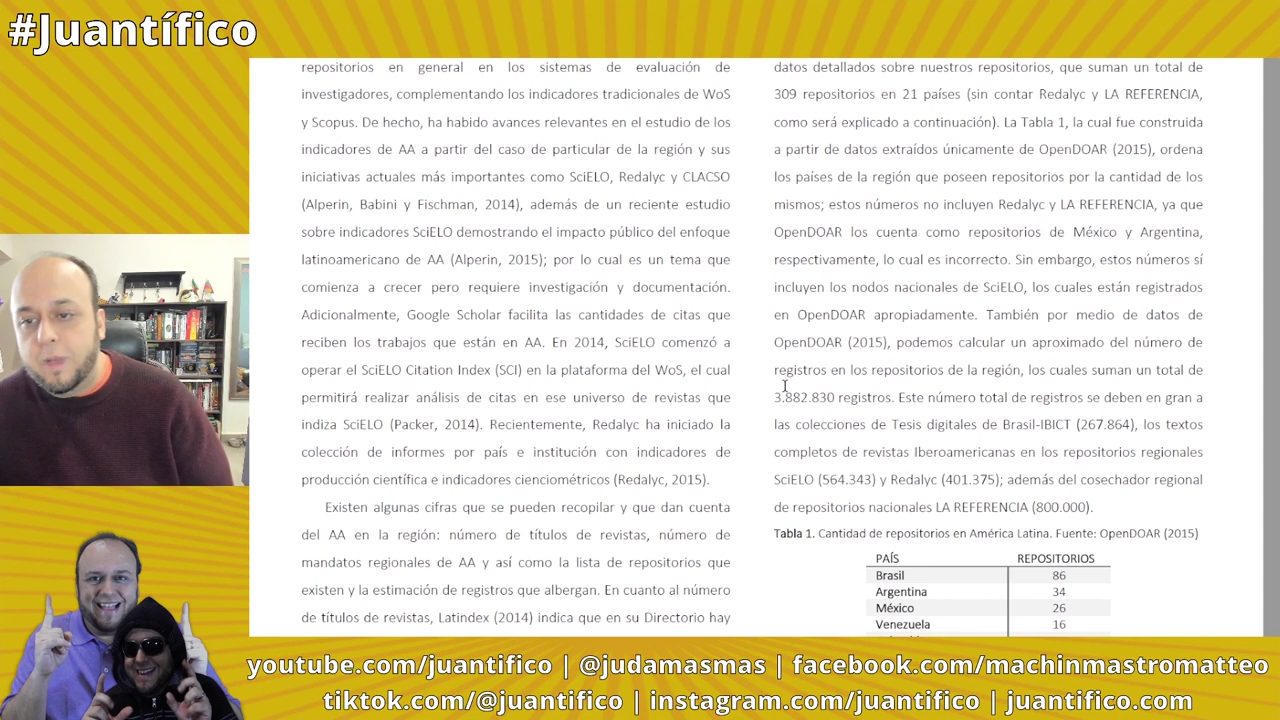 #Juantífico
repositorios en general en los sistemas de evaluación de
investigadores, complementando los indicadores tradicionales de WoS
y Scopus. De hecho, ha habido avances relevantes en el estudio de los
indicadores de AA a partir del caso de particular de la región y sus
iniciativas actuales más importantes como SciELO, Redalyc y CLACSO
(Alperin, Babini y Fischman, 2014), además de un reciente estudio
sobre indicadores SciELO demostrando el impacto público del enfoque
latinoamericano de AA (Alperin, 2015); por lo cual es un tema que
comienza a crecer pero requiere investigación y documentación.
Adicionalmente, Google Scholar facilita las cantidades de citas que
reciben los trabajos que están en AA. En 2014, SciELO comenzó a
operar el SciELO Citation Index (SCI) en la plataforma del WoS, el cual
permitirá realizar análisis de citas en ese universo de revistas que
indiza SciELO (Packer, 2014). Recientemente, Redalyc ha iniciado la
colección de informes por país e institución con indicadores de
producción científica e indicadores cienciométricos (Redalyc, 2015).
Existen algunas cifras que se pueden recopilar y que dan cuenta
del AA en la región: número de títulos de revistas, número de
mandatos regionales de AA y así como la lista de repositorios que
existen y la estimación de registros que albergan. En cuanto al número
de títulos de revistas, Latindex (2014) indica que en su Directorio hay
datos detallados sobre nuestros repositorios, que suman un total de
309 repositorios en 21 países (sin contar Redalyc y LA REFERENCIA,
como será explicado a continuación). La Tabla 1, la cual fue construida
a partir de datos extraídos únicamente de OpenDOAR (2015), ordena
los países de la región que poseen repositorios por la cantidad de los
mismos; estos números no incluyen Redalyc y LA REFERENCIA, ya que
OpenDOAR los cuenta como repositorios de México y Argentina,
respectivamente, lo cual es incorrecto. Sin embargo, estos números sí
incluyen los nodos nacionales de SciELO, los cuales están registrados
en OpenDOAR apropiadamente. También por medio de datos de
OpenDOAR (2015), podemos calcular un aproximado del número de
registros en los repositorios de la región, los cuales suman un total de
3.882.830 registros. Este número total de registros se deben en gran a
las colecciones de Tesis digitales de Brasil-IBICT (267.864), los textos
completos de revistas Iberoamericanas en los repositorios regionales
SciELO (564.343) y Redalyc (401.375); además del cosechador regional
de repositorios nacionales LA REFERENCIA (800.000).
Tabla 1. Cantidad de repositorios en América Latina. Fuente: OpenDOAR (2015)
PAÍS REPOSITORIOS
Brasil 86
Argentina 34
México 26
Venezuela 16
youtube.com/juantifico | @judamasmas | facebook.com/machinmastromatteo
tiktok.com/@juantifico | instagram.com/juantifico | juantifico.com